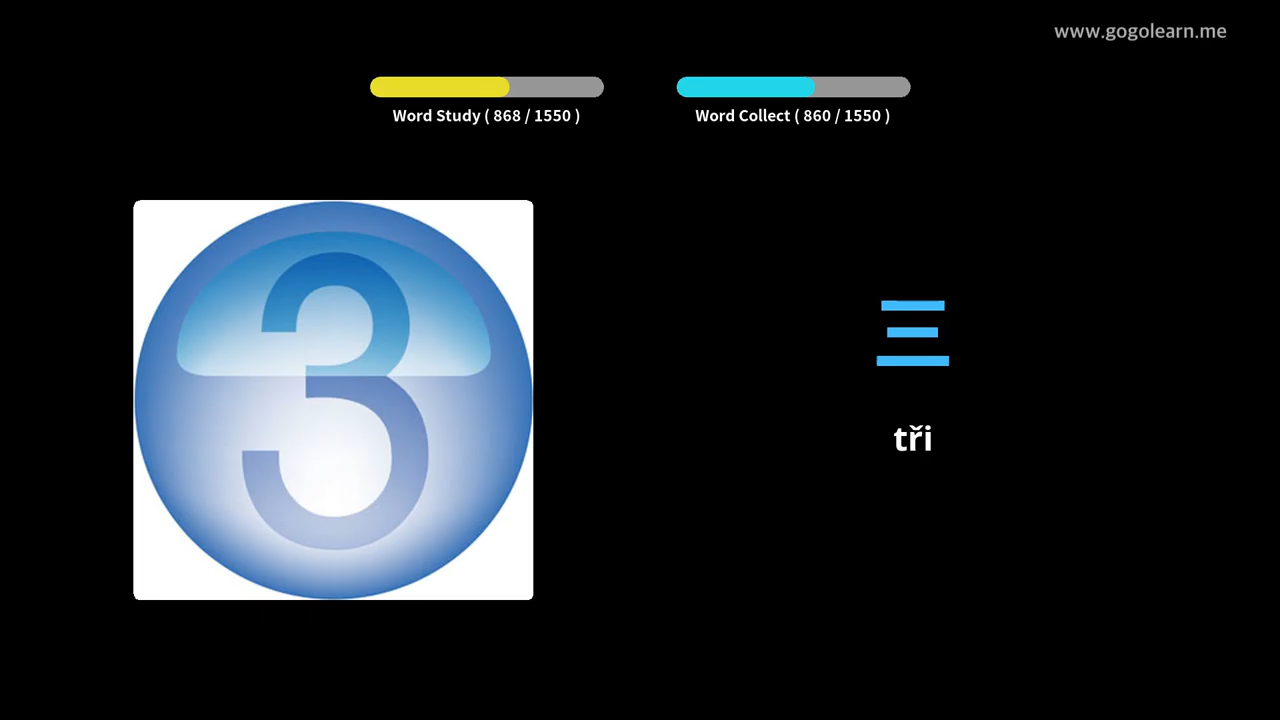 www.gogolearn.me
Word Study ( 868 / 1550 )
Word Collect ( 860 / 1550 )
3
三
tři